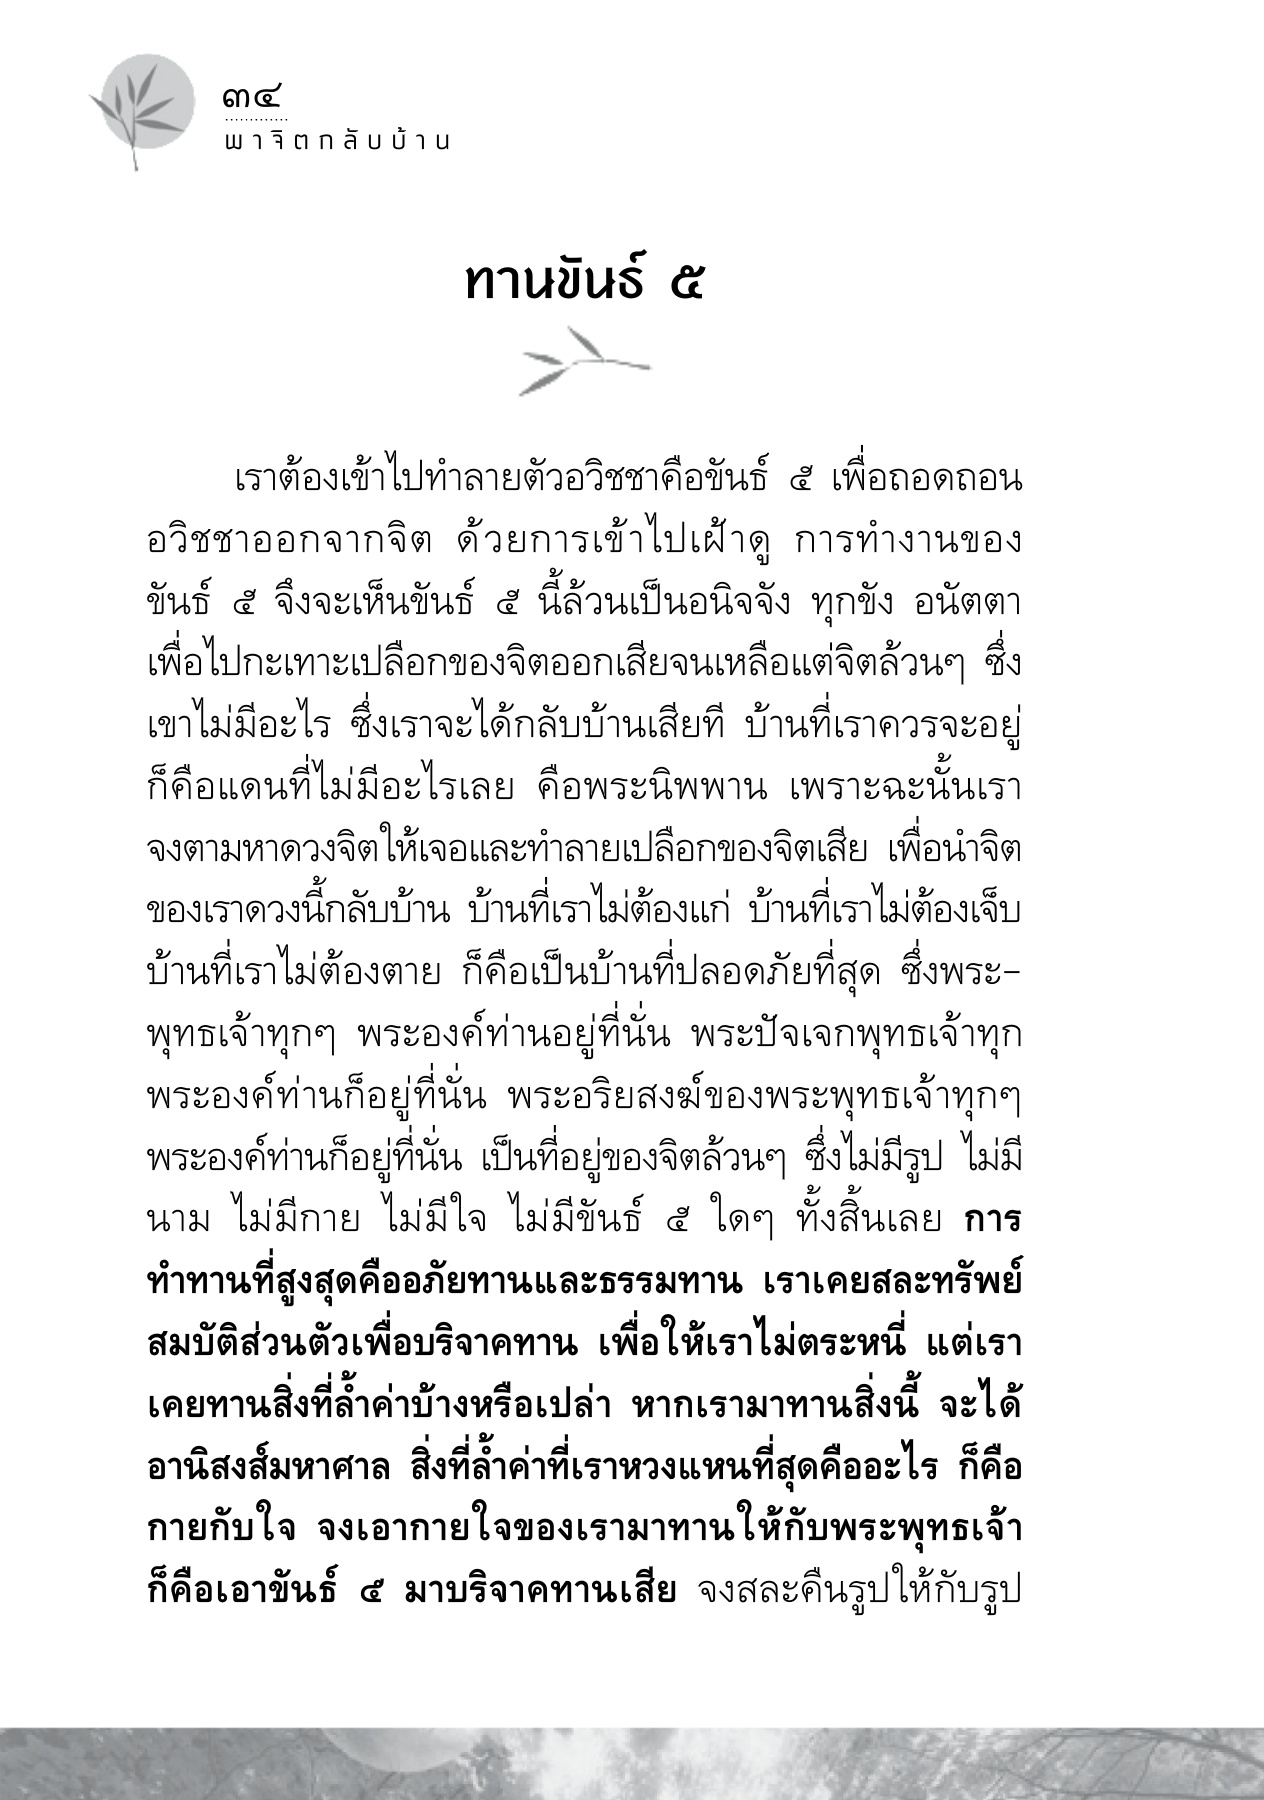 ๓๔
พาจิตกลับบ้าน
ทานขันธ์ ๕
เราต้องเข้าไปทำลายตัวอวิชชาคือขันธ์ ๕ เพื่อถอดถอน
อวิชชาออกจากจิต ด้วยการเข้าไปเฝ้าดู การทำงานของ
ขันธ์ ๕ จึงจะเห็นขันธ์ ๕ นี้ล้วนเป็นอนิจจัง ทุกขัง อนัตตา
เพื่อไปกะเทาะเปลือกของจิตออกเสียจนเหลือแต่จิตล้วนๆ ซึ่ง
เขาไม่มีอะไร ซึ่งเราจะได้กลับบ้านเสียที บ้านที่เราควรจะอยู่
ก็คือแดนที่ไม่มีอะไรเลย คือพระนิพพาน เพราะฉะนั้นเรา
จงตามหาดวงจิตให้เจอและทำลายเปลือกของจิตเสีย เพื่อนำจิต
ของเราดวงนี้กลับบ้าน บ้านที่เราไม่ต้องแก่ บ้านที่เราไม่ต้องเจ็บ
บ้านที่เราไม่ต้องตาย ก็คือเป็นบ้านที่ปลอดภัยที่สุด ซึ่งพระ-
พุทธเจ้าทุกๆ พระองค์ท่านอยู่ที่นั่น พระปัจเจกพุทธเจ้าทุก
พระองค์ท่านก็อยู่ที่นั่น พระอริยสงฆ์ของพระพุทธเจ้าทุกๆ
พระองค์ท่านก็อยู่ที่นั่น เป็นที่อยู่ของจิตล้วนๆ ซึ่งไม่มีรูป ไม่มี
นาม ไม่มีกาย ไม่มีใจ ไม่มีขันธ์ ๕ ใดๆ ทั้งสิ้นเลย การ
ทำทานที่สูงสุดคืออภัยทานและธรรมทาน เราเคยสละทรัพย์
สมบัติส่วนตัวเพื่อบริจาคทาน เพื่อให้เราไม่ตระหนี่ แต่เรา
เคยทานสิ่งที่ล้ำค่าบ้างหรือเปล่า หากเรามาทานสิ่งนี้ จะได้
อานิสงส์มหาศาล สิ่งที่ล้ำค่าที่เราหวงแหนที่สุดคืออะไร ก็คือ
กายกับใจ จงเอากายใจของเรามาทานให้กับพระพุทธเจ้า
ก็คือเอาขันธ์ ๕ มาบริจาคทานเสีย จงสละคืนรูปให้กับรูป